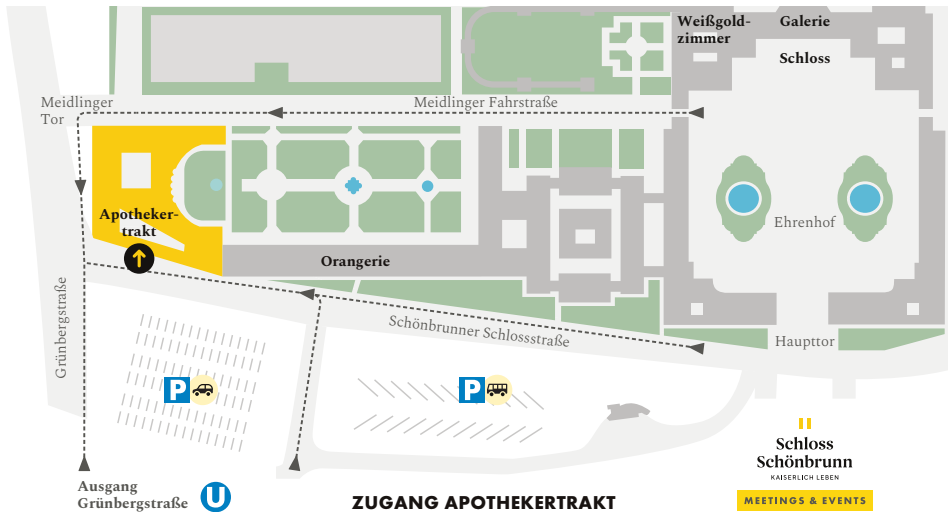 Weißgold-
zimmer
Galerie
Schloss
Meidlinger
Tor
Meidlinger Fahrstraße
Apotheker-
trakt
Ehrenhof
Orangerie
Grünbergstraße
Schönbrunner Schlossstraße
Haupttor
P
P
Ausgang
Grünbergstraße
U
ZUGANG APOTHEKERTRAKT
Schloss
Schönbrunn
KAISERLICH LEBEN
MEETINGS & EVENTS